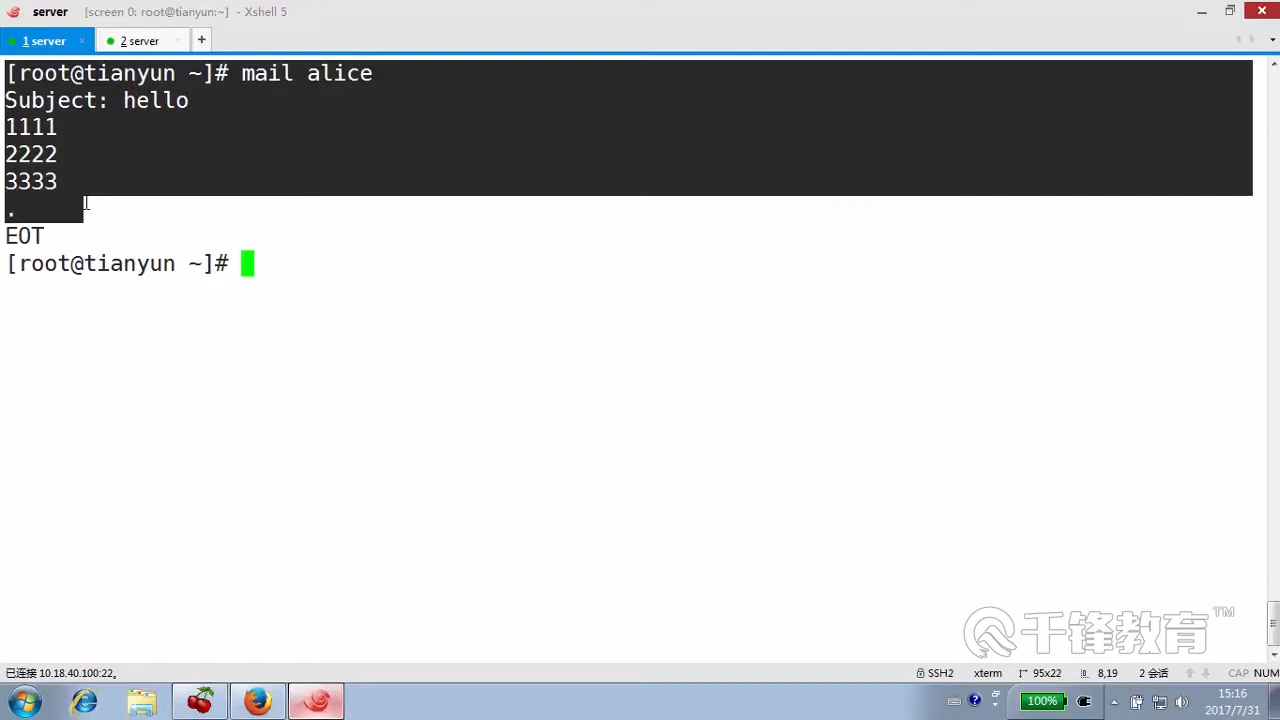 server [screen 0: root@tianyun:~] - Xshell 5
1 server × 2 server × +
[root@tianyun ~]# mail alice
Subject: hello
1111
2222
3333
.
EOT
[root@tianyun ~]#
千锋教育™
已连接 10.18.40.100:22。 SSH2 xterm 95x22 8,19 2 会话 CAP NUM
100% 15:16
2017/7/31